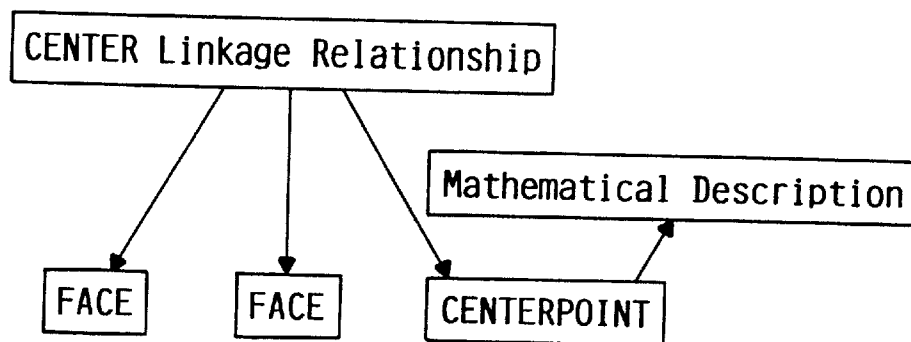 CENTER Linkage Relationship
Mathematical Description
FACE
FACE
CENTERPOINT